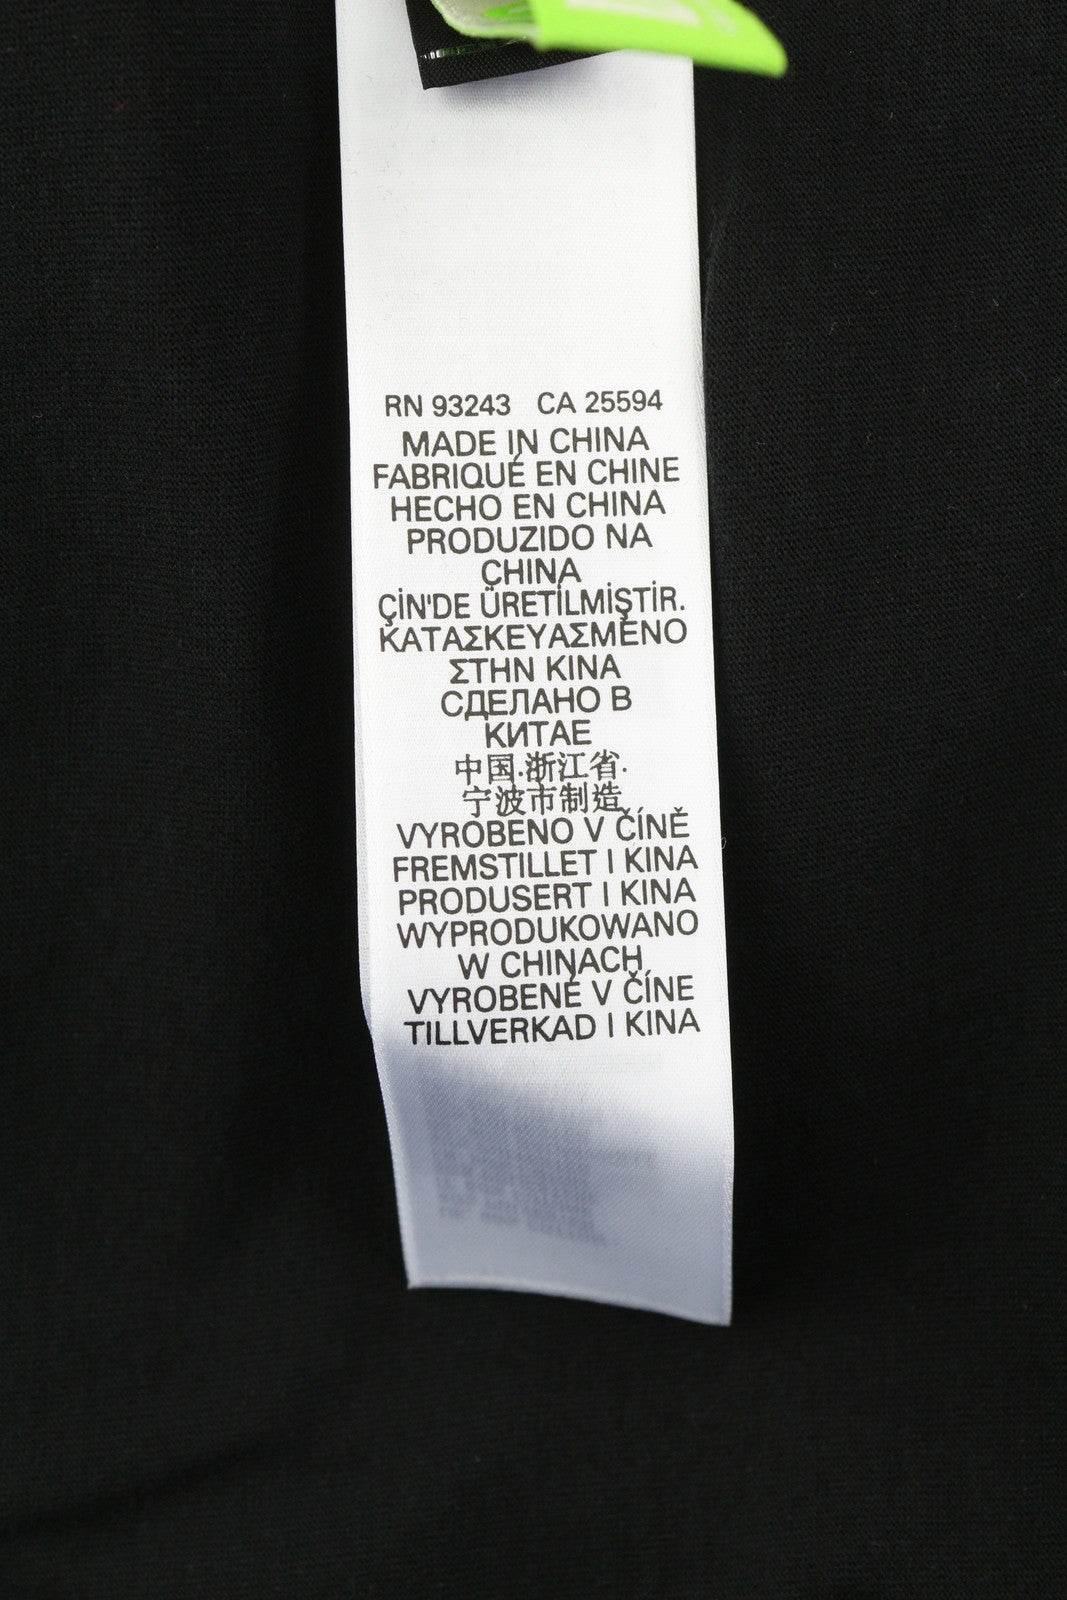 RN 93243 CA 25594
MADE IN CHINA
FABRIQUÉ EN CHINE
HECHO EN CHINA
PRODUZIDO NA
CHINA
ÇİN'DE ÜRETİLMİŞTİR.
ΚΑΤΑΣΚΕΥΑΣΜΕΝΟ
ΣΤΗΝ ΚΙΝΑ
СДЕЛАНО В
КИТАЕ
中国.浙江省.
宁波市制造
VYROBENO V ČÍNĚ
FREMSTILLET I KINA
PRODUSERT I KINA
WYPRODUKOWANO
W CHINACH
VYROBENÉ V ČÍNE
TILLVERKAD I KINA